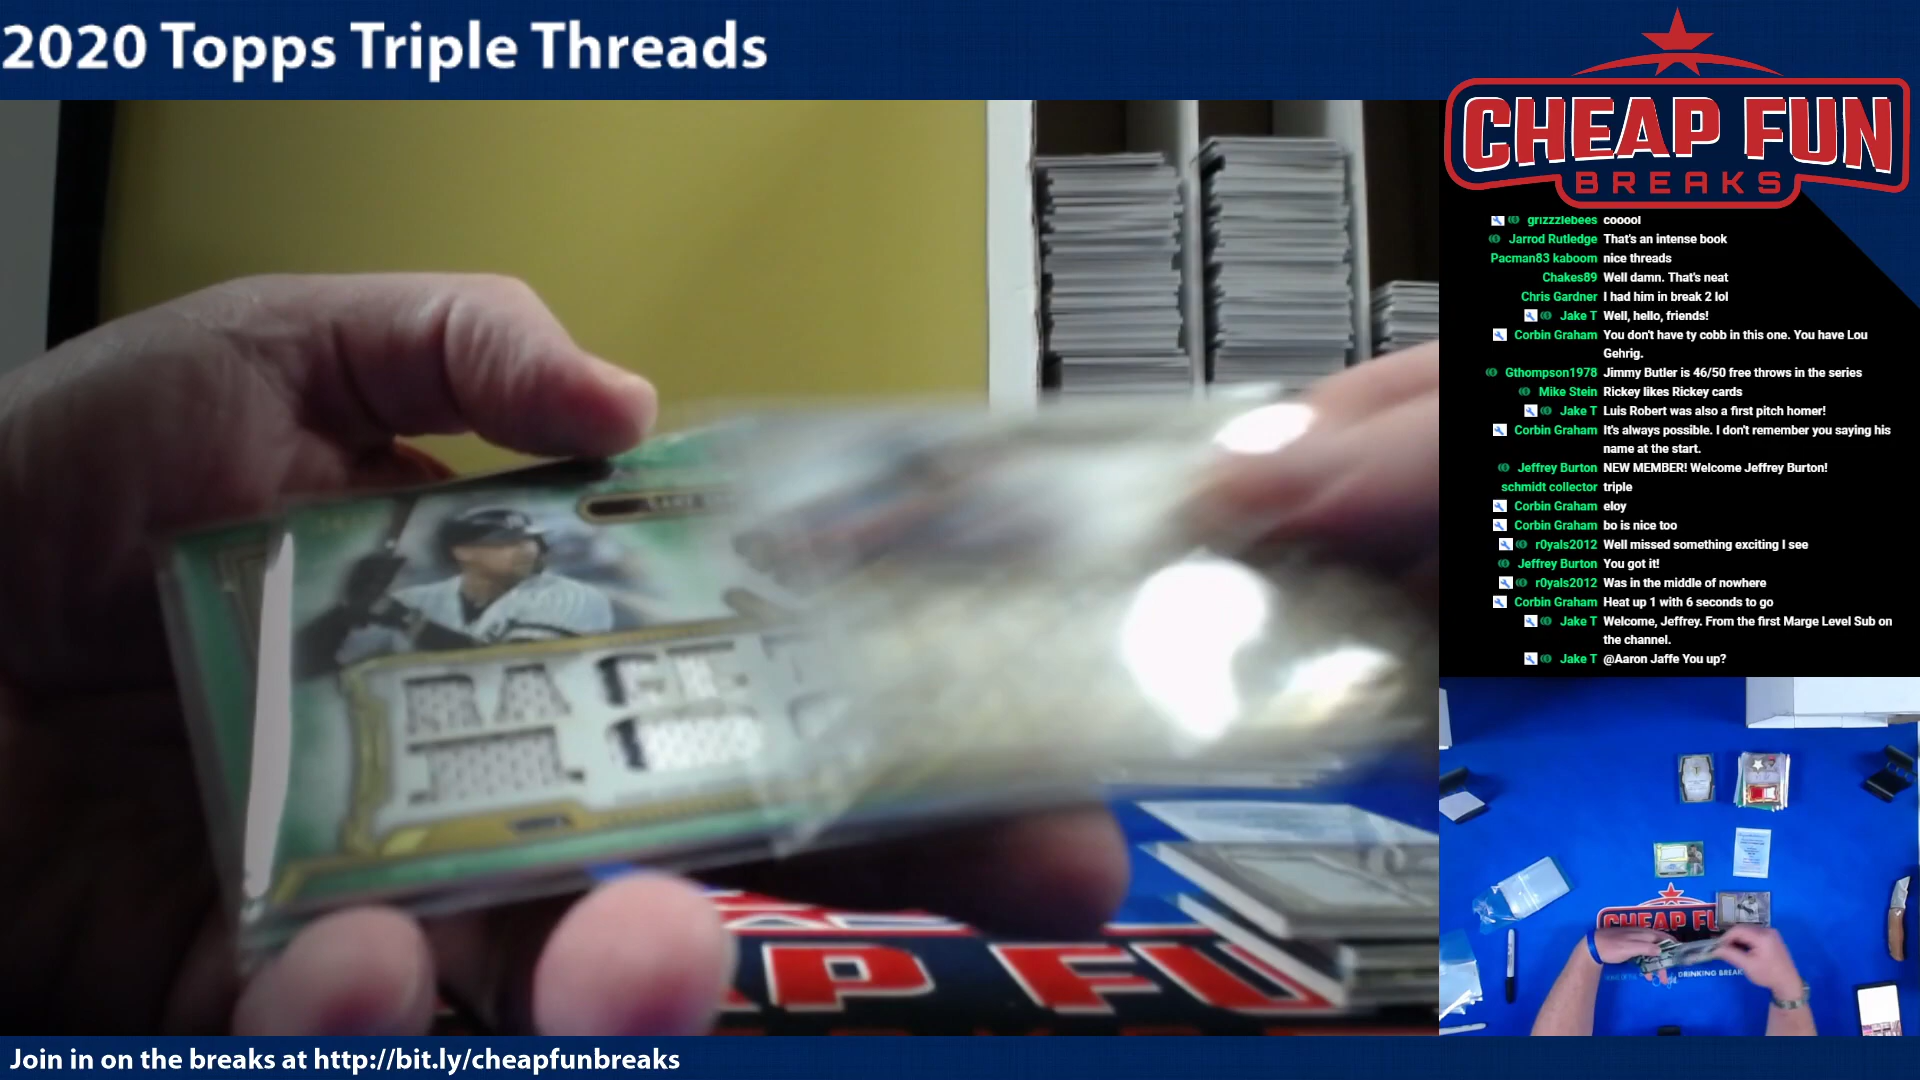 2020 Topps Triple Threads
CHEAP FUN
BREAKS
grizzzlebees cooool
Jarrod Rutledge That's an intense book
Pacman83 kaboom nice threads
Chakes89 Well damn. That's neat
Chris Gardner I had him in break 2 lol
Jake T Well, hello, friends!
Corbin Graham You don't have ty cobb in this one. You have Lou
Gehrig.
Gthompson1978 Jimmy Butler is 46/50 free throws in the series
Mike Stein Rickey likes Rickey cards
Jake T Luis Robert was also a first pitch homer!
Corbin Graham It's always possible. I don't remember you saying his
name at the start.
Jeffrey Burton NEW MEMBER! Welcome Jeffrey Burton!
schmidt collector triple
Corbin Graham eloy
Corbin Graham bo is nice too
r0yals2012 Well missed something exciting I see
Jeffrey Burton You got it!
r0yals2012 Was in the middle of nowhere
Corbin Graham Heat up 1 with 6 seconds to go
Jake T Welcome, Jeffrey. From the first Marge Level Sub on
the channel.
Jake T @Aaron Jaffe You up?
AP FU
CHEAP FU
DRINKING BREAK
Join in on the breaks at http://bit.ly/cheapfunbreaks